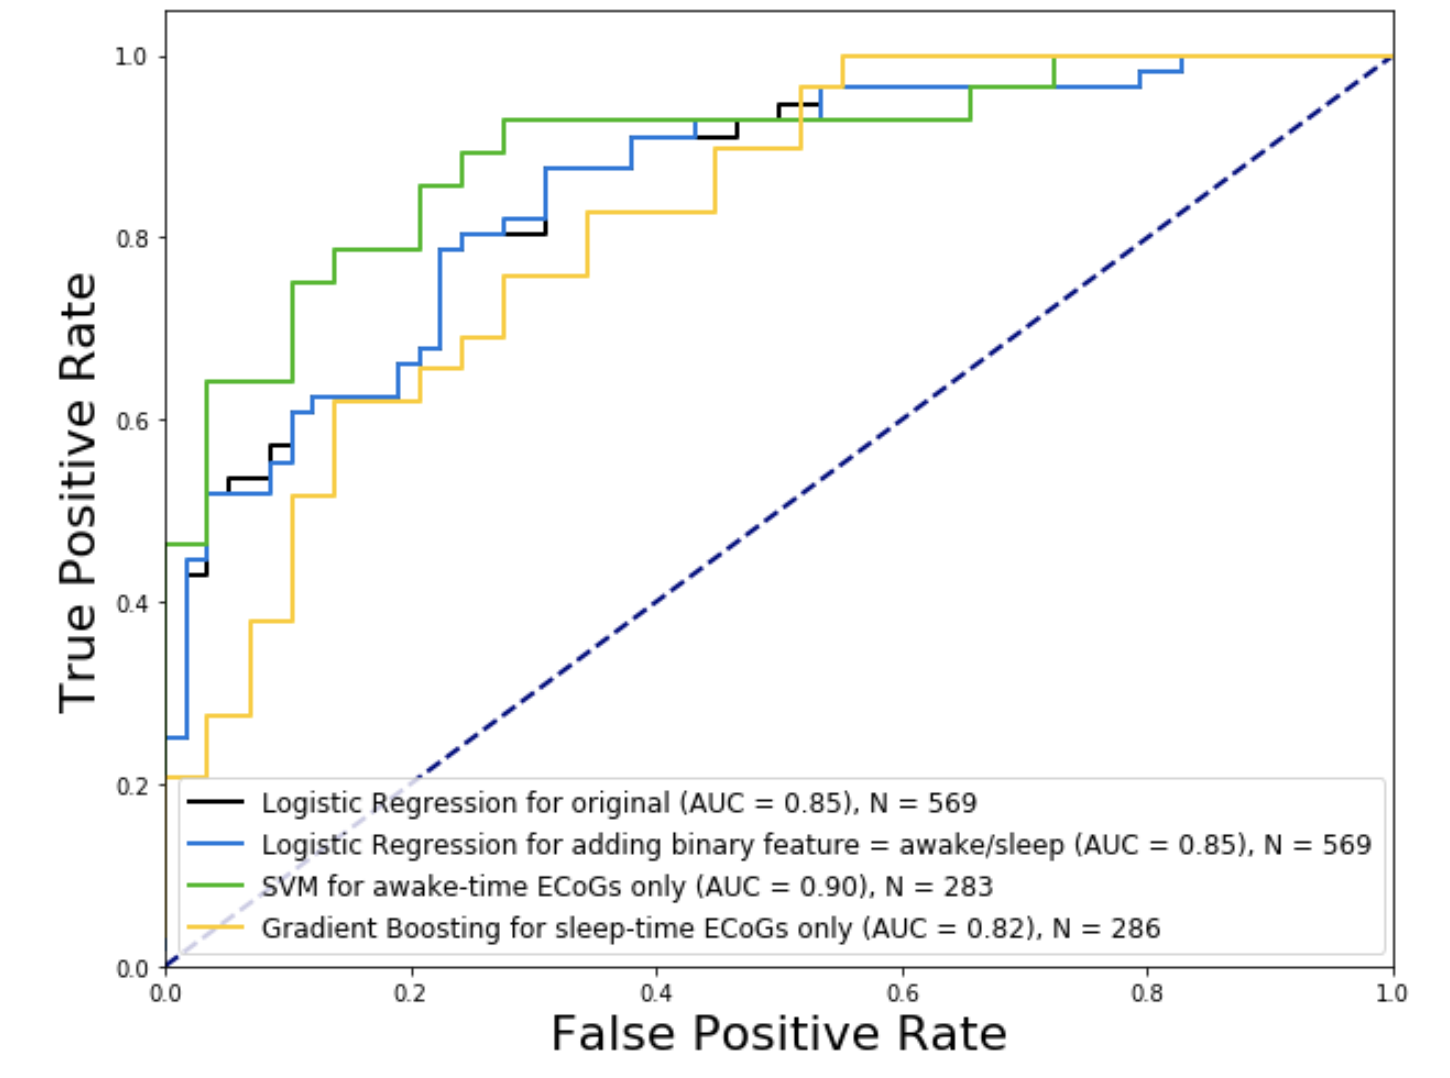 1.0
0.8
0.6
0.4
0.2
0.0
True Positive Rate
Logistic Regression for original (AUC = 0.85), N = 569
Logistic Regression for adding binary feature = awake/sleep (AUC = 0.85), N = 569
SVM for awake-time ECoGs only (AUC = 0.90), N = 283
Gradient Boosting for sleep-time ECoGs only (AUC = 0.82), N = 286
0.0 0.2 0.4 0.6 0.8 1.0
False Positive Rate